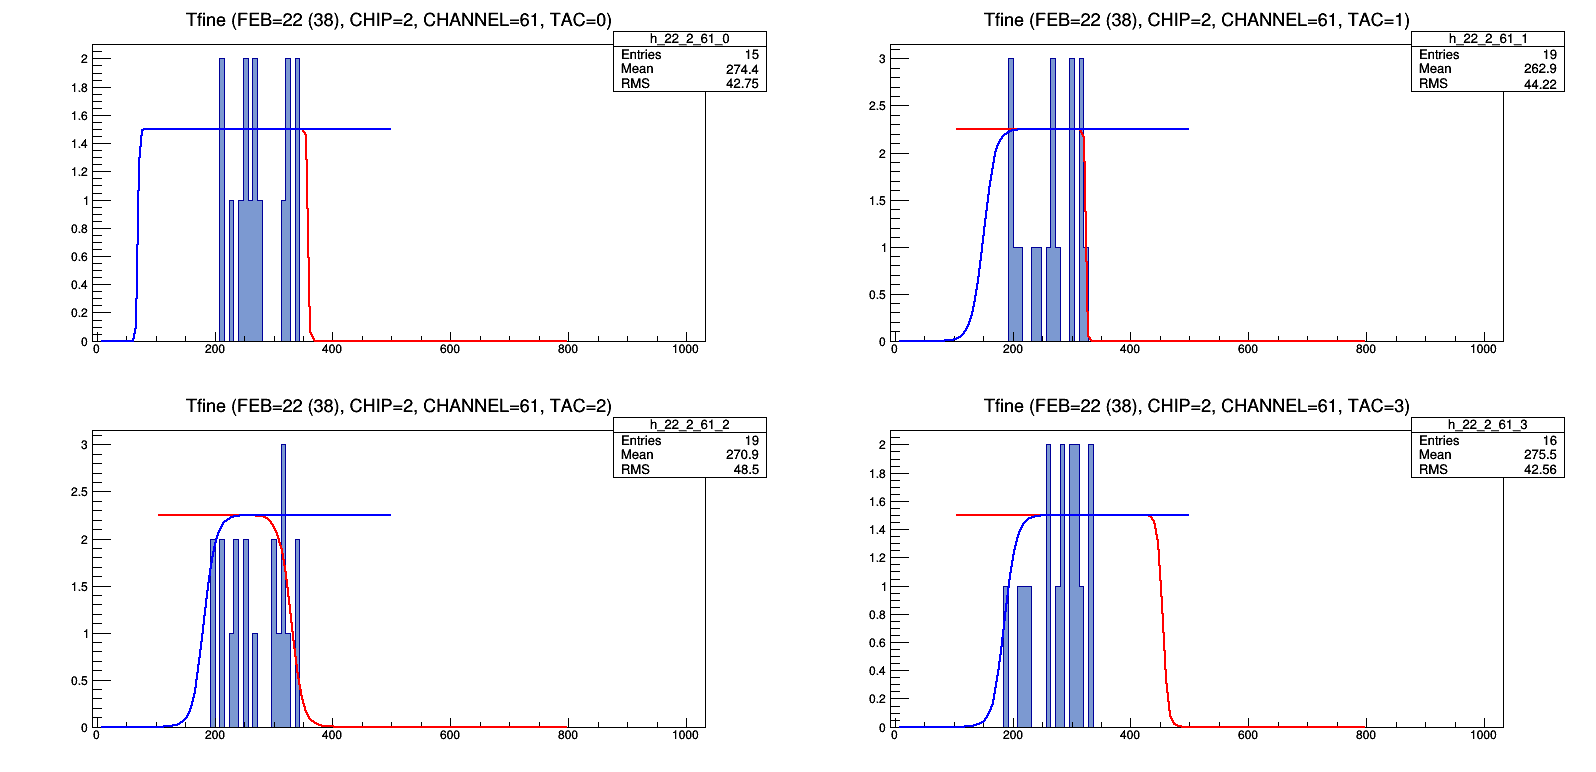 Tfine (FEB=22 (38), CHIP=2, CHANNEL=61, TAC=0)
h_22_2_61_0
Entries 15
Mean 274.4
RMS 42.75
2
1.8
1.6
1.4
1.2
1
0.8
0.6
0.4
0.2
0
0 200 400 600 800 1000
Tfine (FEB=22 (38), CHIP=2, CHANNEL=61, TAC=1)
h_22_2_61_1
Entries 19
Mean 262.9
RMS 44.22
3
2.5
2
1.5
1
0.5
0
0 200 400 600 800 1000
Tfine (FEB=22 (38), CHIP=2, CHANNEL=61, TAC=2)
h_22_2_61_2
Entries 19
Mean 270.9
RMS 48.5
3
2.5
2
1.5
1
0.5
0
0 200 400 600 800 1000
Tfine (FEB=22 (38), CHIP=2, CHANNEL=61, TAC=3)
h_22_2_61_3
Entries 16
Mean 275.5
RMS 42.56
2
1.8
1.6
1.4
1.2
1
0.8
0.6
0.4
0.2
0
0 200 400 600 800 1000